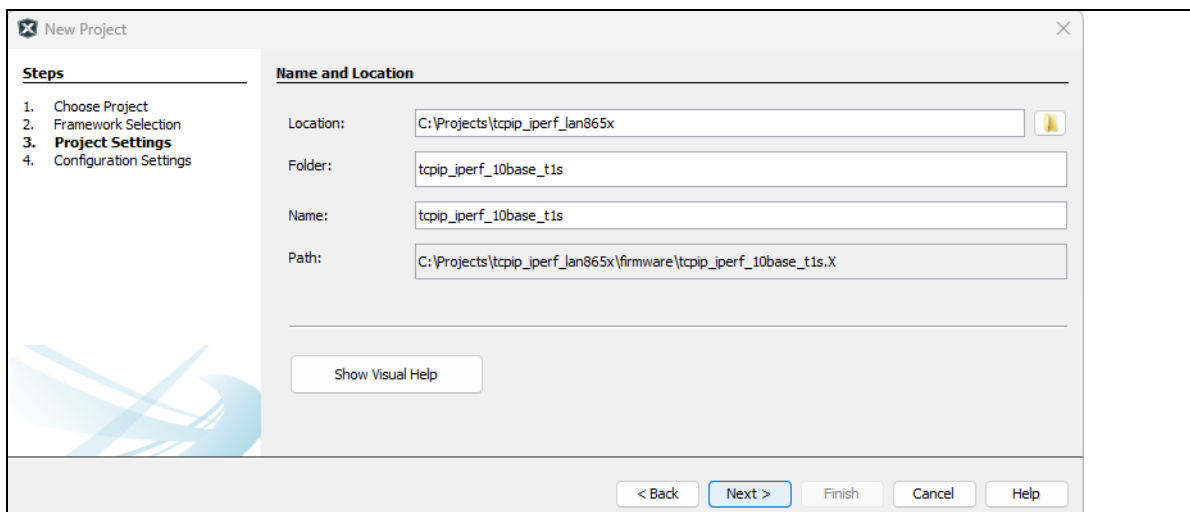 New Project
Steps
1. Choose Project
2. Framework Selection
3. Project Settings
4. Configuration Settings
Name and Location
Location: C:\Projects\tcpip_iperf_lan865x
Folder: tcpip_iperf_10base_t1s
Name: tcpip_iperf_10base_t1s
Path: C:\Projects\tcpip_iperf_lan865x\firmware\tcpip_iperf_10base_t1s.X
Show Visual Help
< Back Next > Finish Cancel Help